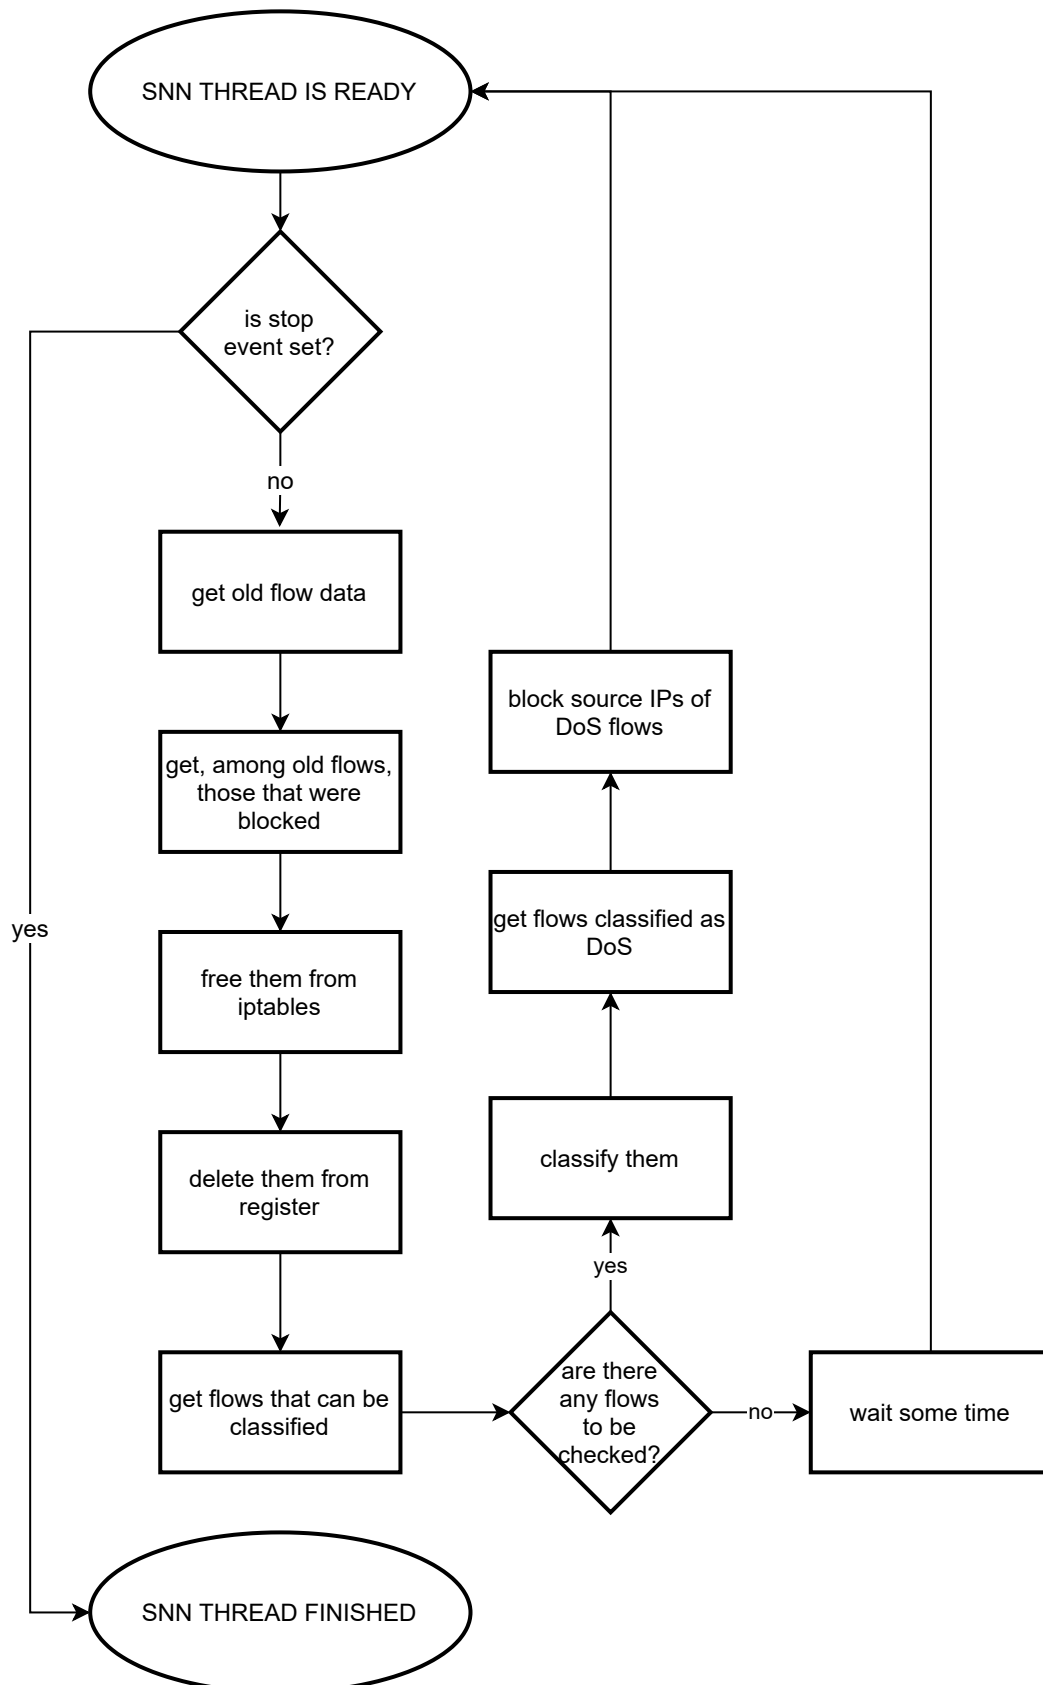 SNN THREAD IS READY
is stop
event set?
no
get old flow data
get, among old flows,
those that were
blocked
yes
free them from
iptables
delete them from
register
get flows that can be
classified
are there
any flows
to be
checked?
yes
classify them
get flows classified as
DoS
block source IPs of
DoS flows
no
wait some time
SNN THREAD FINISHED